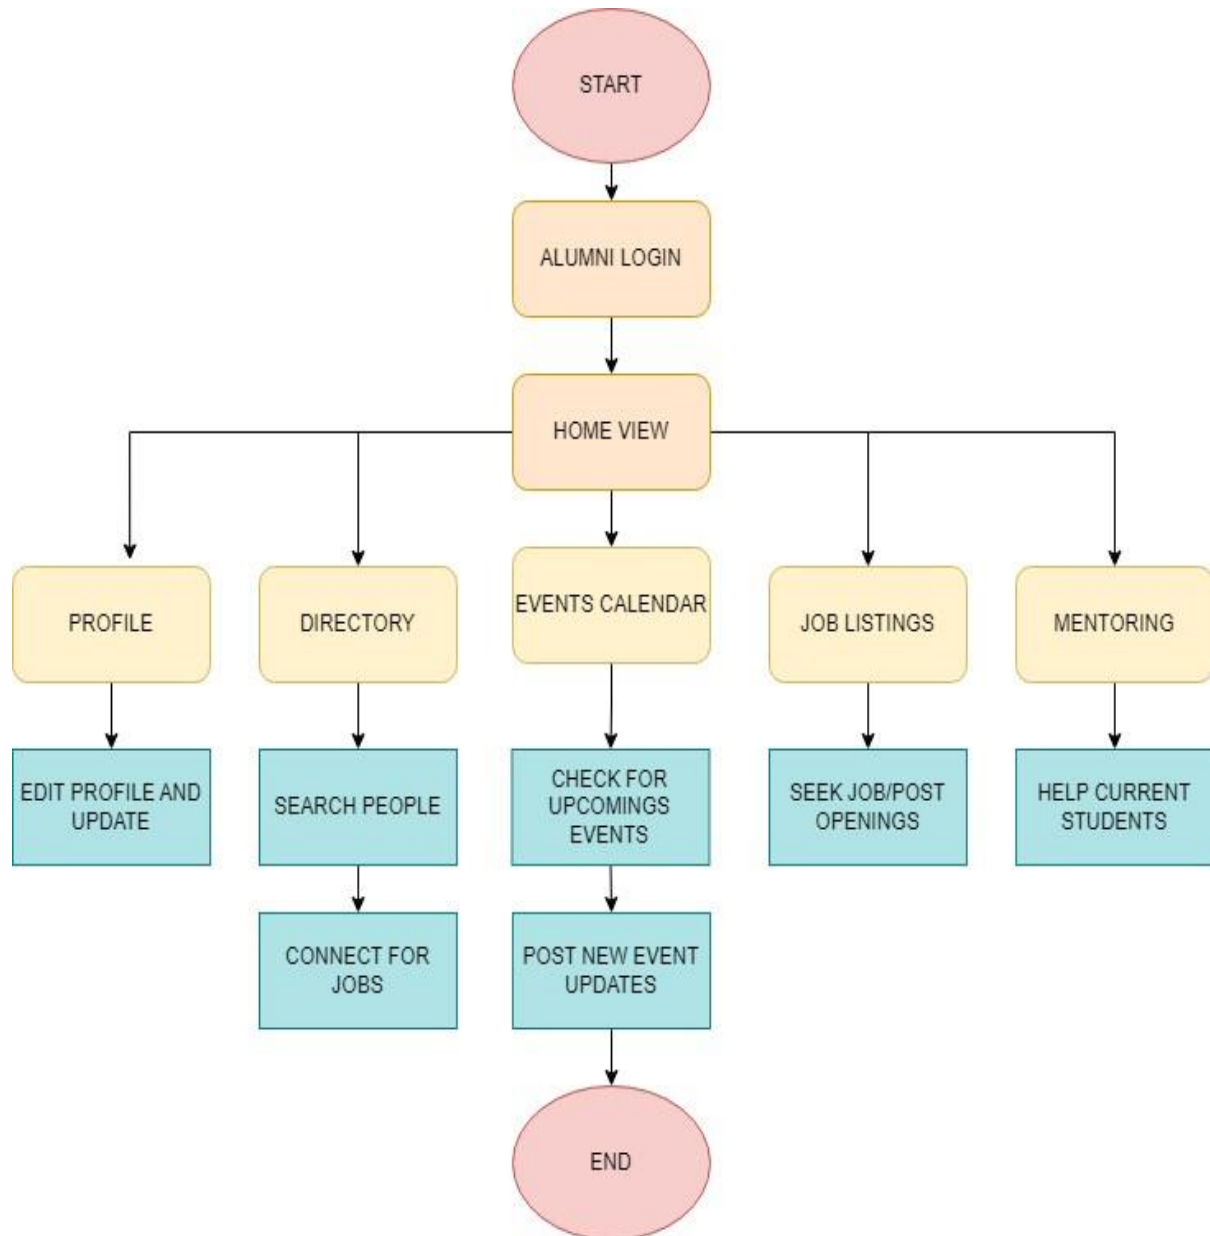 START
ALUMNI LOGIN
HOME VIEW
PROFILE
DIRECTORY
EVENTS CALENDAR
JOB LISTINGS
MENTORING
EDIT PROFILE AND
UPDATE
SEARCH PEOPLE
CHECK FOR
UPCOMINGS
EVENTS
SEEK JOB/POST
OPENINGS
HELP CURRENT
STUDENTS
CONNECT FOR
JOBS
POST NEW EVENT
UPDATES
END